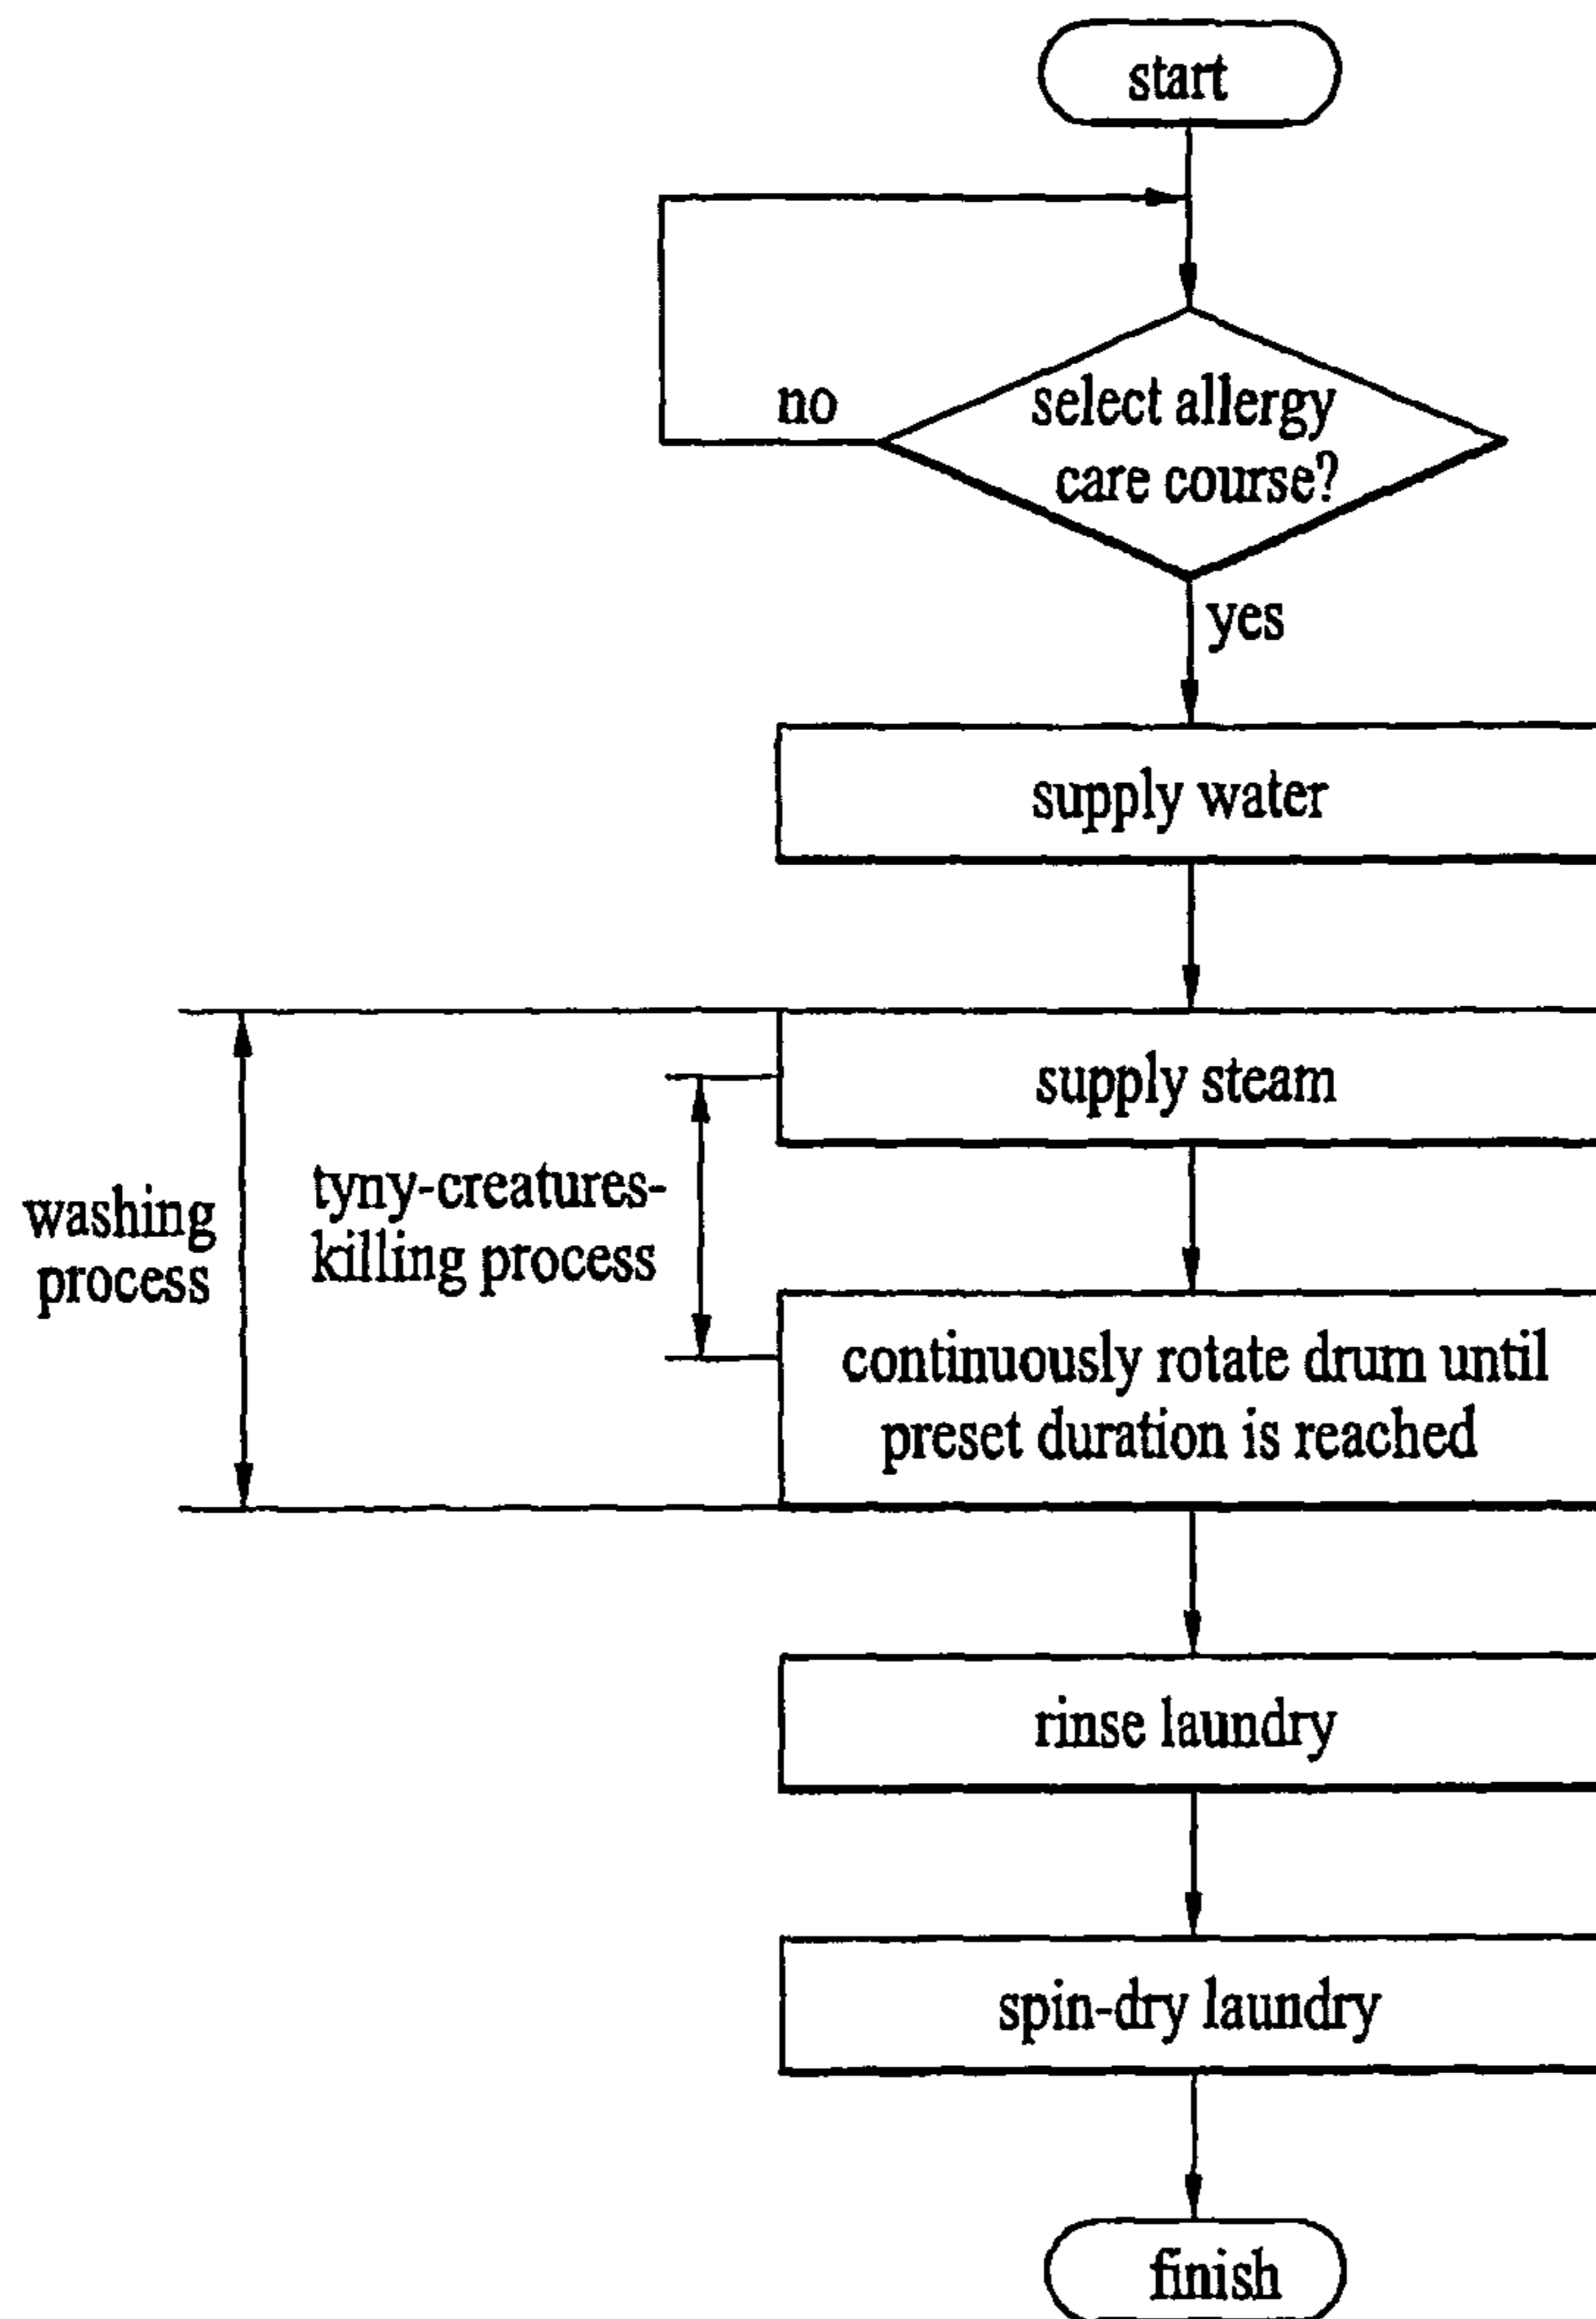 start
no
select allergy
care course?
yes
supply water
supply steam
washing
process
tyny-creatures-
killing process
continuously rotate drum until
preset duration is reached
rinse laundry
spin-dry laundry
finish